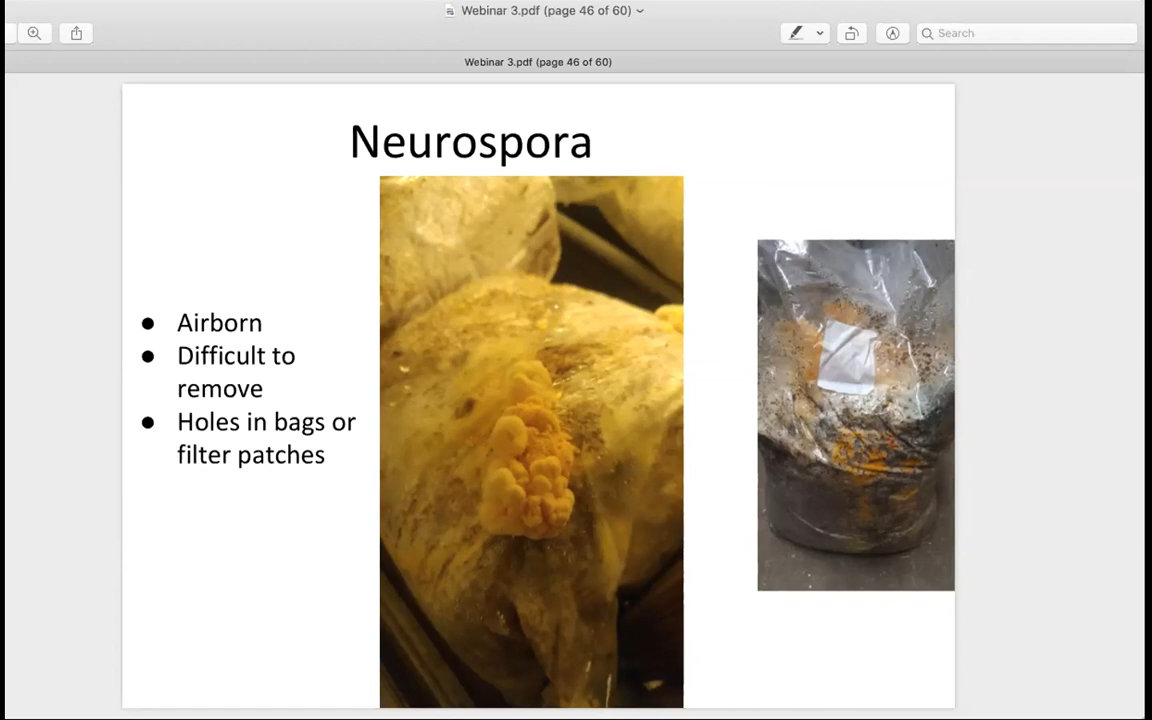 Webinar 3.pdf (page 46 of 60)
Search
Webinar 3.pdf (page 46 of 60)
Neurospora
● Airborn
● Difficult to
remove
● Holes in bags or
filter patches